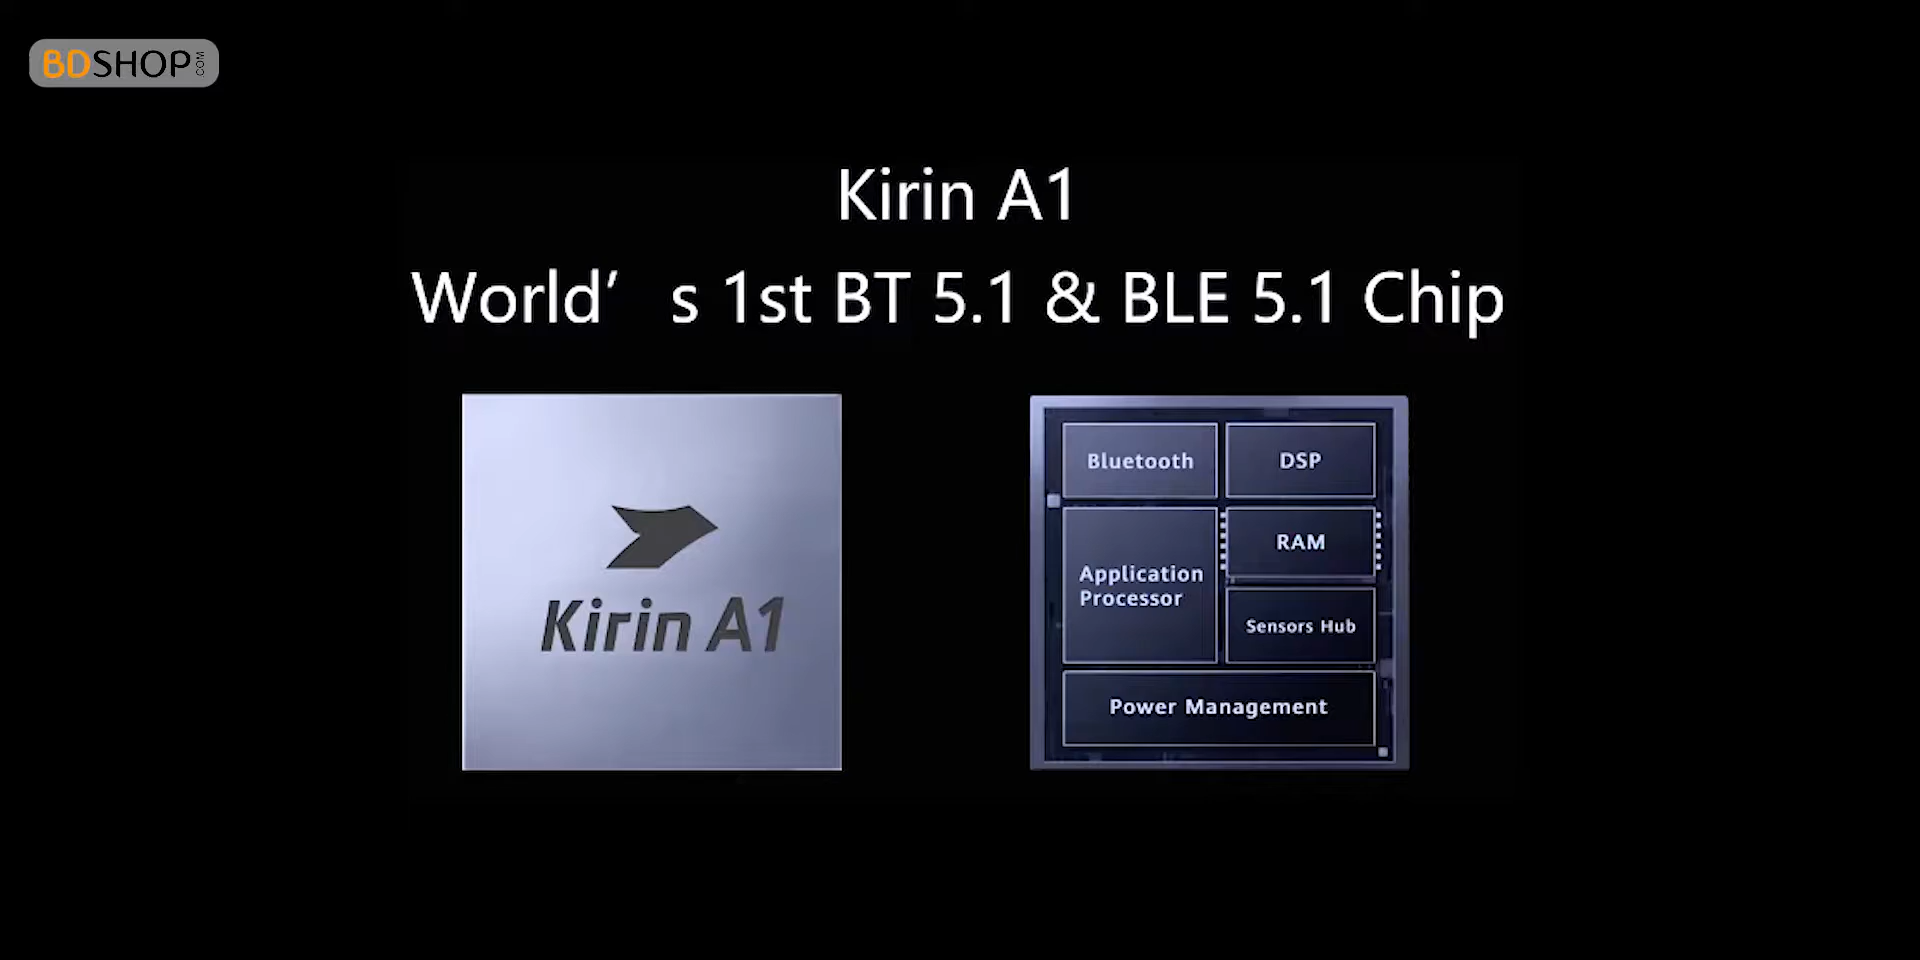 BDSHOP.COM
Kirin A1
World's 1st BT 5.1 & BLE 5.1 Chip
Kirin A1
Bluetooth
DSP
Application
Processor
RAM
Sensors Hub
Power Management